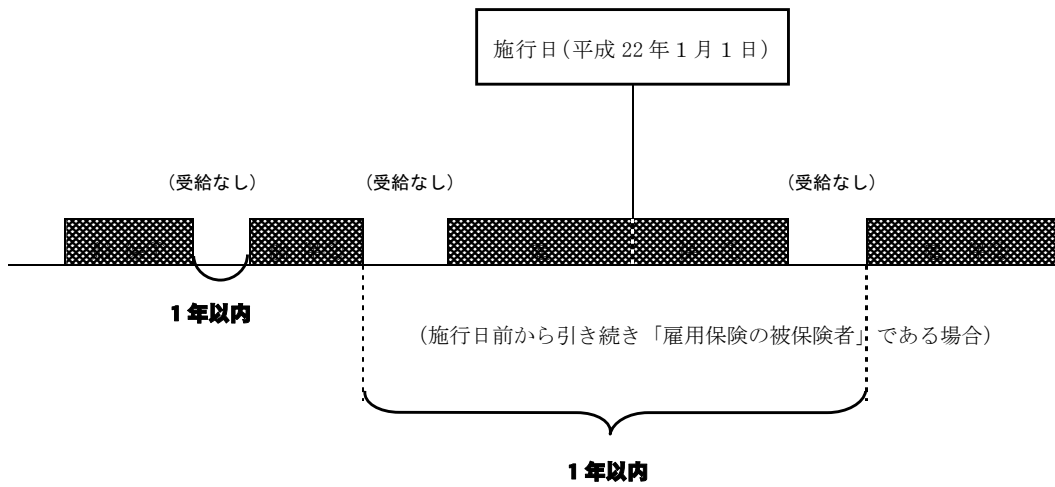 施行日(平成 22 年 1 月 1 日)
(受給なし)
(受給なし)
(受給なし)
1 年以内
(施行日前から引き続き「雇用保険の被保険者」である場合)
1 年以内